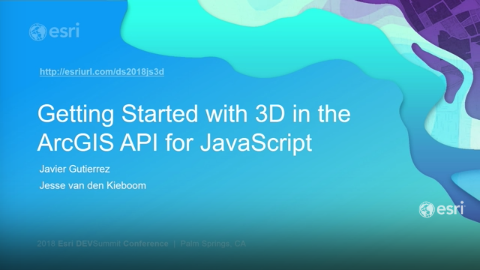 esri
http://esriurl.com/ds2018js3d
Getting Started with 3D in the
ArcGIS API for JavaScript
Javier Gutierrez
Jesse van den Kieboom
esri
2018 Esri DEVSummit Conference | Palm Springs, CA